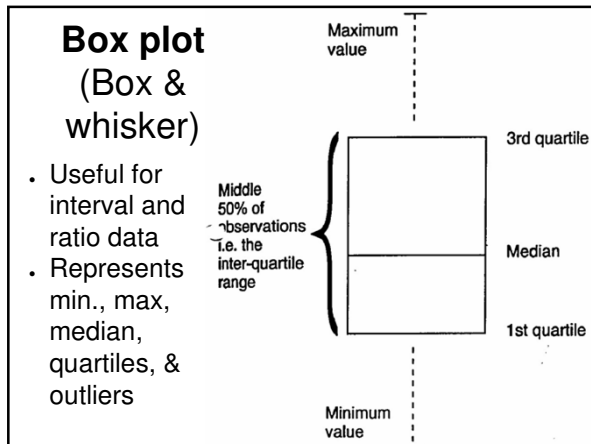 Box plot
(Box &
whisker)
• Useful for
interval and
ratio data
• Represents
min., max,
median,
quartiles, &
outliers
Maximum
value
3rd quartile
Middle
50% of
observations
i.e. the
inter-quartile
range
Median
1st quartile
Minimum
value